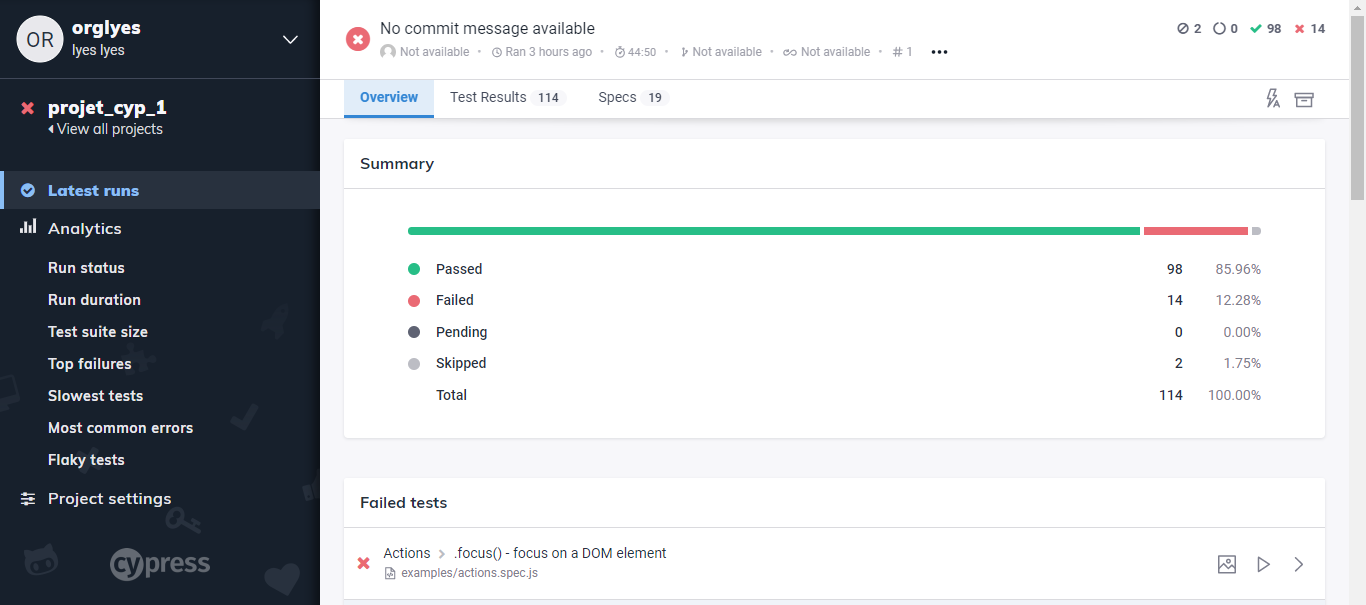 OR
orglyes
lyes lyes
projet_cyp_1
View all projects
Latest runs
Analytics
Run status
Run duration
Test suite size
Top failures
Slowest tests
Most common errors
Flaky tests
Project settings
cypress
No commit message available
2 0 98 14
Not available • Ran 3 hours ago • 44:50 • Not available • Not available • # 1 •••
Overview Test Results 114 Specs 19
Summary
Passed 98 85.96%
Failed 14 12.28%
Pending 0 0.00%
Skipped 2 1.75%
Total 114 100.00%
Failed tests
Actions > .focus() - focus on a DOM element
examples/actions.spec.js